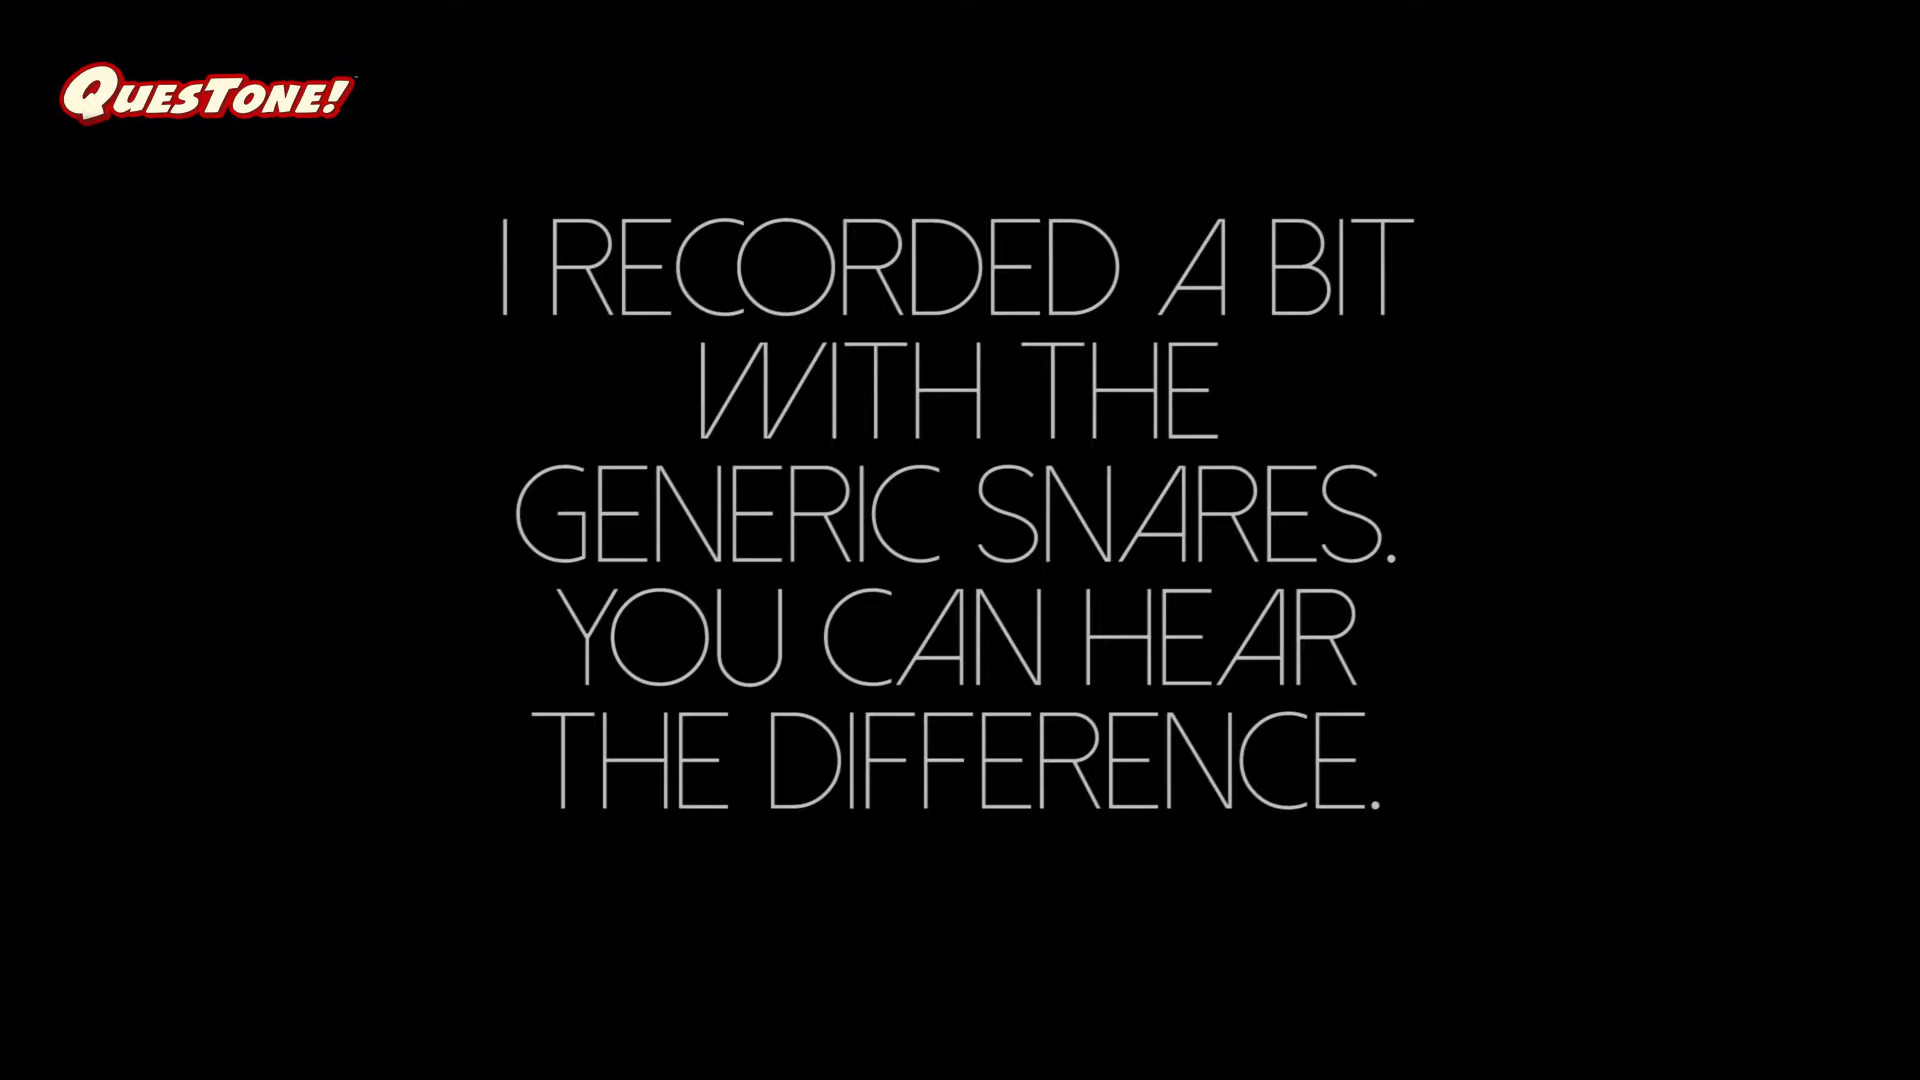 QUESTONE!
I RECORDED A BIT
WITH THE
GENERIC SNARES.
YOU CAN HEAR
THE DIFFERENCE.